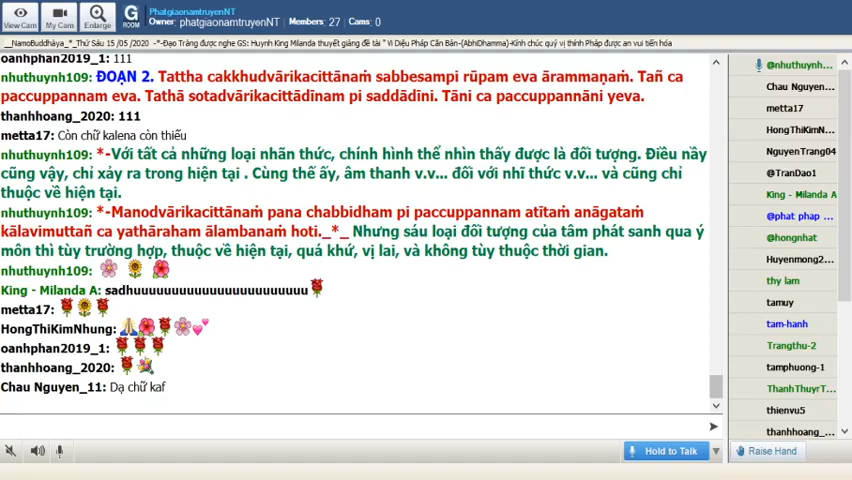 PhatgiaonamtruyenNT
Owner: phatgiaonamtruyenNT Members: 27 Cams: 0
View Cam
My Cam
Enlarge
G ROOM
__NamoBuddhàya_*_Thứ Sáu 15 /05 /2020 -*-Đạo Tràng được nghe GS: Huynh King Milanda thuyết giảng đề tài " Vi Diệu Pháp Căn Bản-(AbhiDhamma)-Kính chúc quý vị thính Pháp được an vui tiến hóa
oanhphan2019_1: 111
nhuthuynh109: ĐOẠN 2. Tattha cakkhudvārikacittānaṁ sabbesampi rūpam eva ārammaṇaṁ. Tañ ca
paccuppannam eva. Tathā sotadvārikacittādīnam pi saddādīni. Tāni ca paccuppannāni yeva.
thanhhoang_2020: 111
metta17: Còn chữ kalena còn thiếu
nhuthuynh109: *-Với tất cả những loại nhãn thức, chính hình thể nhìn thấy được là đối tượng. Điều nầy
cũng vậy, chỉ xảy ra trong hiện tại . Cùng thế ấy, âm thanh v.v... đối với nhĩ thức v.v... và cũng chỉ
thuộc về hiện tại.
nhuthuynh109: *-Manodvārikacittānaṁ pana chabbidham pi paccuppannam atītaṁ anāgataṁ
kālavimuttañ ca yathāraham ālambanaṁ hoti._*_ Nhưng sáu loại đối tượng của tâm phát sanh qua ý
môn thì tùy trường hợp, thuộc về hiện tại, quá khứ, vị lai, và không tùy thuộc thời gian.
nhuthuynh109:
King - Milanda A: sadhuuuuuuuuuuuuuuuuuuuuuuu
metta17:
HongThiKimNhung:
oanhphan2019_1:
thanhhoang_2020:
Chau Nguyen_11: Dạ chữ kaf
@nhuthuynh...
Chau Nguyen...
metta17
HongThiKimN...
NguyenTrang04
@TranDao1
King - Milanda A
@phat phap ...
@hongnhat
Huyenmong2...
thy lam
tamuy
tam-hanh
Trangthu-2
tamphuong-1
ThanhThuyrT...
thienvu5
thanhhoang_...
Hold to Talk
Raise Hand